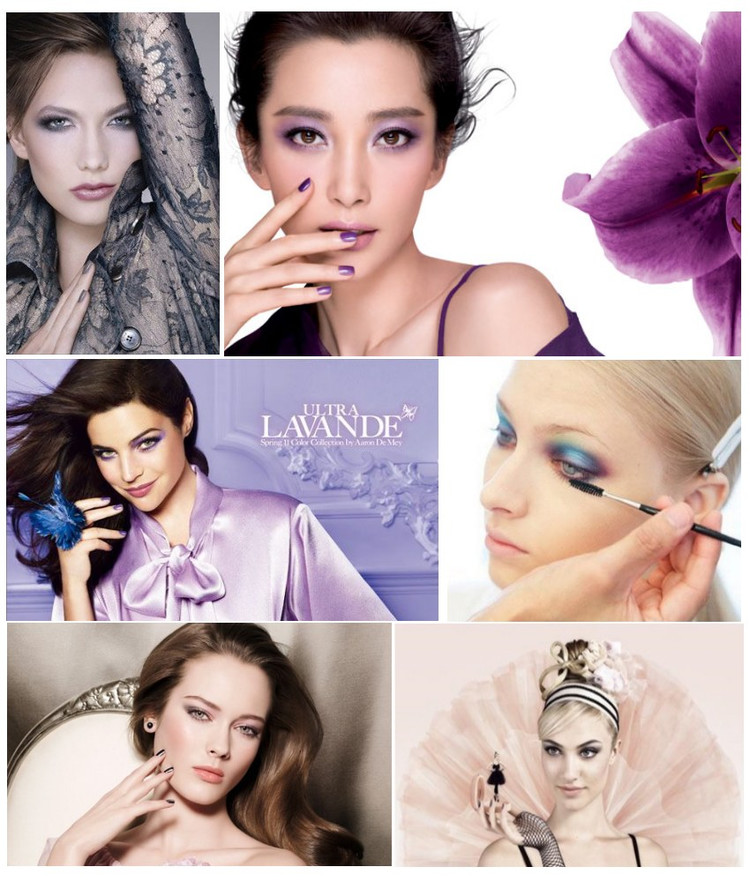 ULTRA
LAVANDE
Spring 11 Color Collection by Aaron De Mey